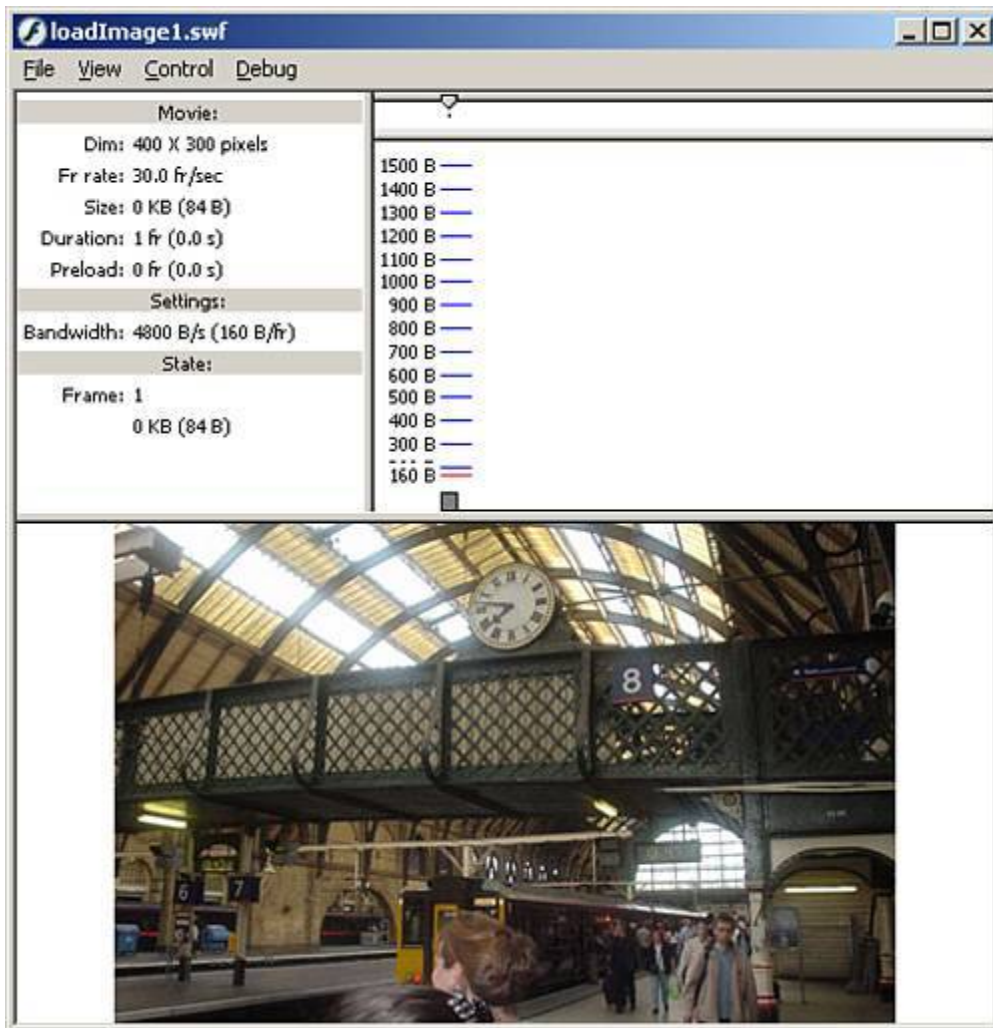 loadImage1.swf
File View Control Debug
Movie:
Dim: 400 X 300 pixels
Fr rate: 30.0 fr/sec
Size: 0 KB (84 B)
Duration: 1 fr (0.0 s)
Preload: 0 fr (0.0 s)
Settings:
Bandwidth: 4800 B/s (160 B/fr)
State:
Frame: 1
0 KB (84 B)
1500 B
1400 B
1300 B
1200 B
1100 B
1000 B
900 B
800 B
700 B
600 B
500 B
400 B
300 B
160 B
8
6 7